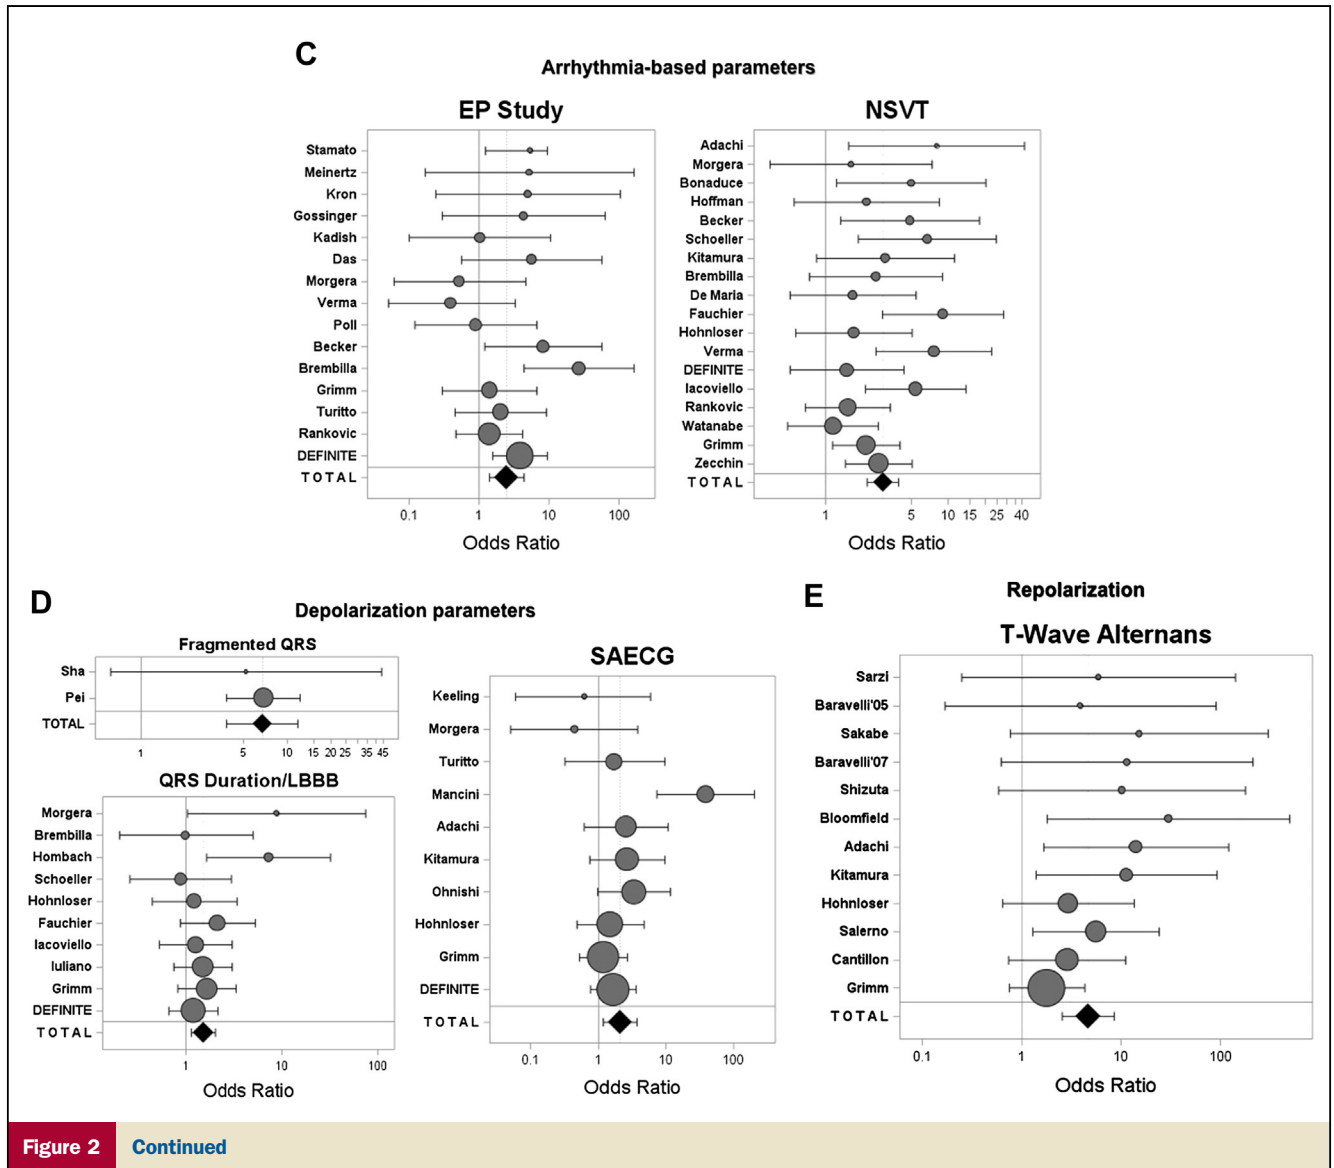 C
Arrhythmia-based parameters
EP Study
Stamato
Meinertz
Kron
Gossinger
Kadish
Das
Morgera
Verma
Poll
Becker
Brembilla
Grimm
Turitto
Rankovic
DEFINITE
TOTAL
0.1 1 10 100
Odds Ratio
NSVT
Adachi
Morgera
Bonaduce
Hoffman
Becker
Schoeller
Kitamura
Brembilla
De Maria
Fauchier
Hohnloser
Verma
DEFINITE
Iacoviello
Rankovic
Watanabe
Grimm
Zecchin
TOTAL
1 5 10 15 25 40
Odds Ratio
D
Depolarization parameters
Fragmented QRS
Sha
Pei
TOTAL
1 5 10 15 20 25 35 45
QRS Duration/LBBB
Morgera
Brembilla
Hombach
Schoeller
Hohnloser
Fauchier
Iacoviello
Iuliano
Grimm
DEFINITE
TOTAL
1 10 100
Odds Ratio
SAECG
Keeling
Morgera
Turitto
Mancini
Adachi
Kitamura
Ohnishi
Hohnloser
Grimm
DEFINITE
TOTAL
0.1 1 10 100
Odds Ratio
E
Repolarization
T-Wave Alternans
Sarzi
Baravelli'05
Sakabe
Baravelli'07
Shizuta
Bloomfield
Adachi
Kitamura
Hohnloser
Salerno
Cantillon
Grimm
TOTAL
0.1 1 10 100
Odds Ratio
Figure 2 Continued